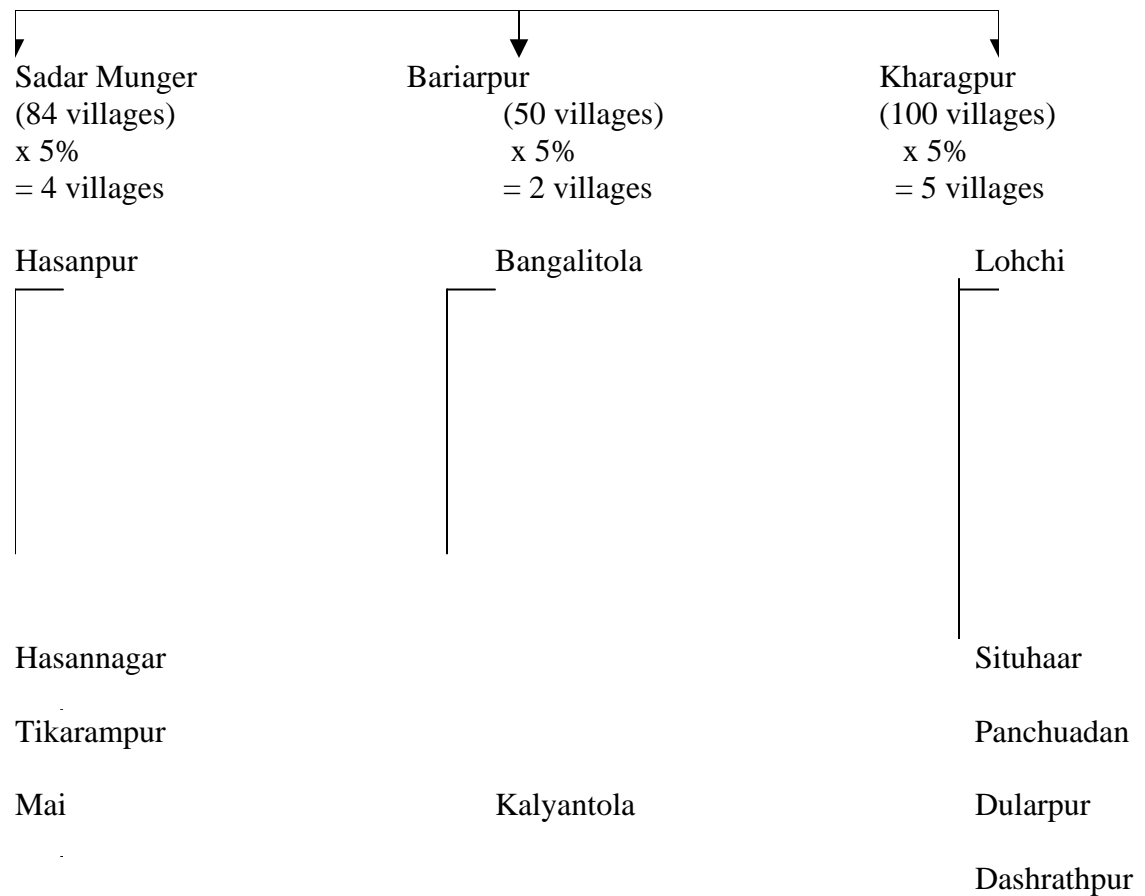 Sadar Munger Bariarpur Kharagpur
(84 villages) (50 villages) (100 villages)
x 5% x 5% x 5%
= 4 villages = 2 villages = 5 villages
Hasanpur Bangalitola Lohchi
Hasannagar Situhaar
Tikarampur Panchuadan
Mai Kalyantola Dularpur
Dashrathpur